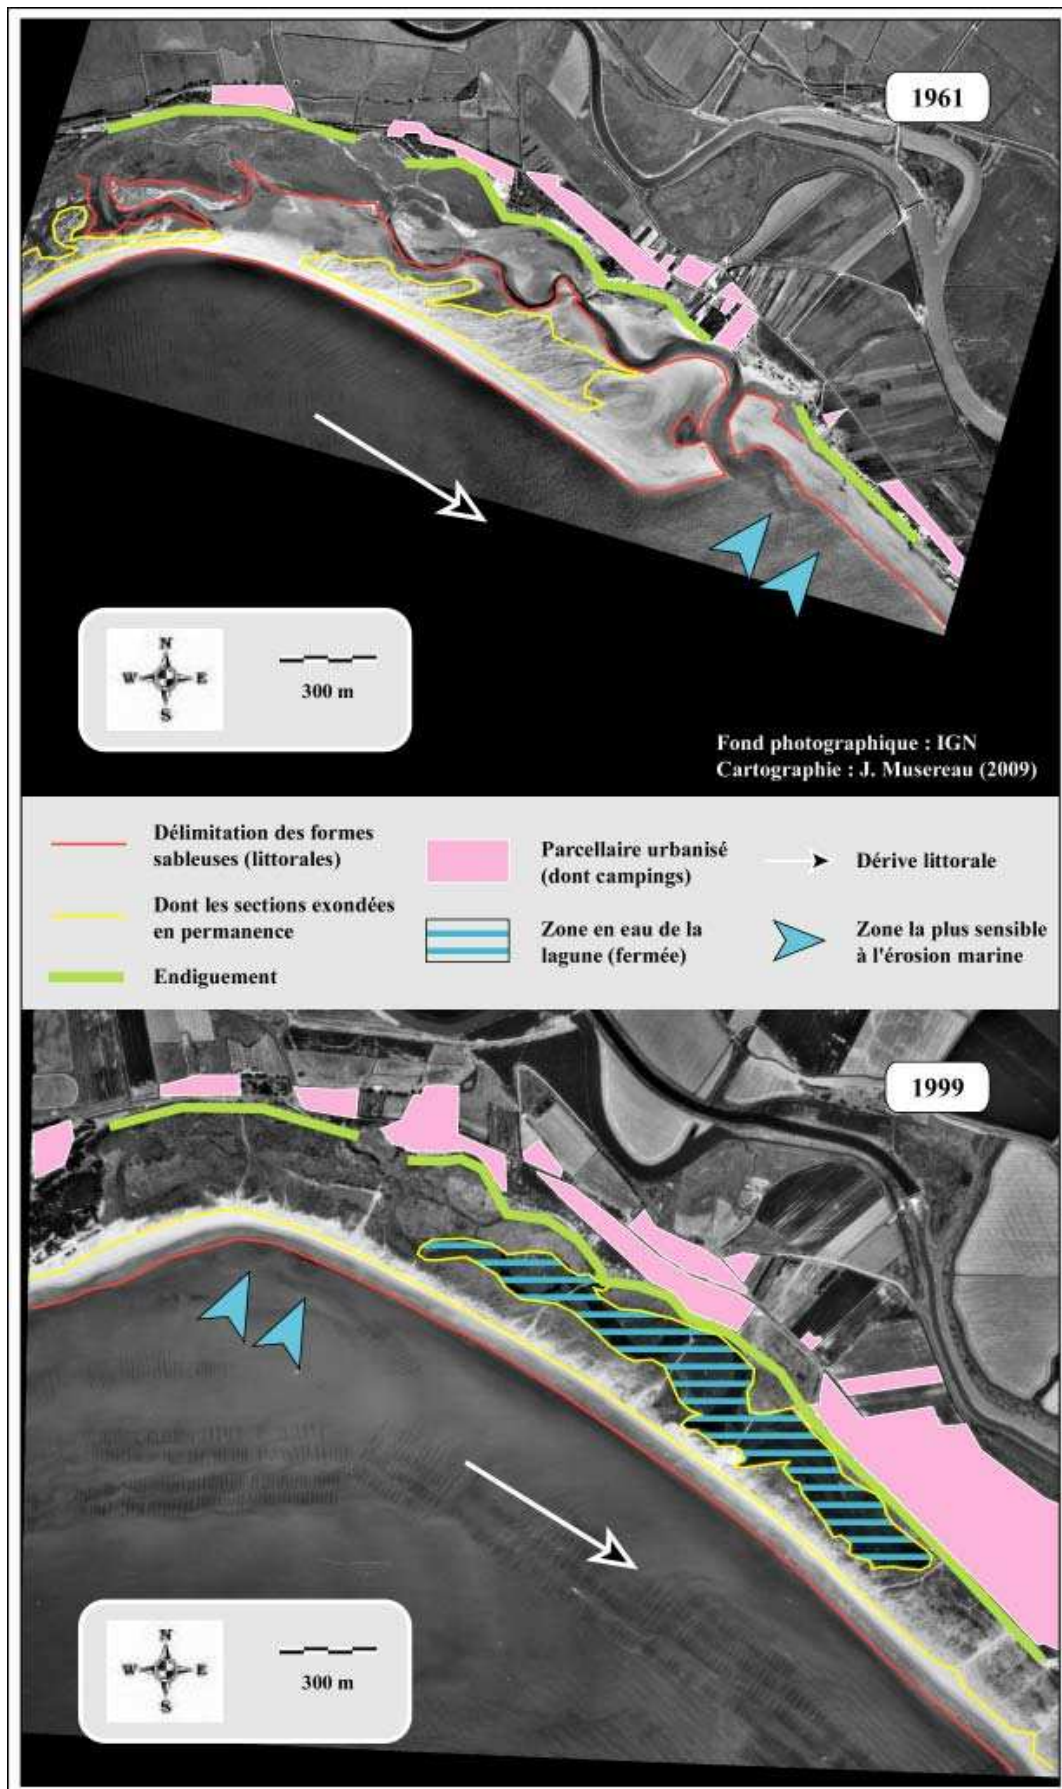 1961
N
W E
S
300 m
Fond photographique : IGN
Cartographie : J. Musereau (2009)
Délimitation des formes
sableuses (littorales)
Dont les sections exondées
en permanence
Endiguement
Parcellaire urbanisé
(dont campings)
Zone en eau de la
lagune (fermée)
Dérive littorale
Zone la plus sensible
à l'érosion marine
1999
N
W E
S
300 m